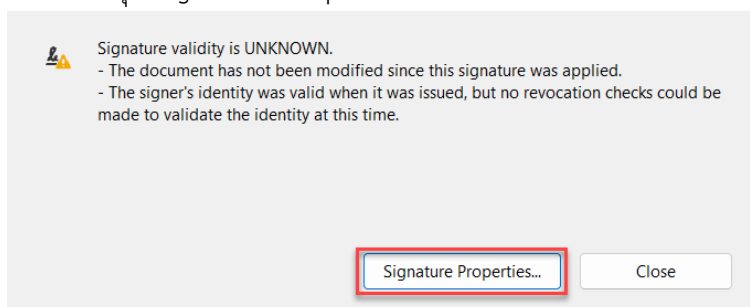 Signature validity is UNKNOWN.
- The document has not been modified since this signature was applied.
- The signer's identity was valid when it was issued, but no revocation checks could be
made to validate the identity at this time.
Signature Properties...
Close